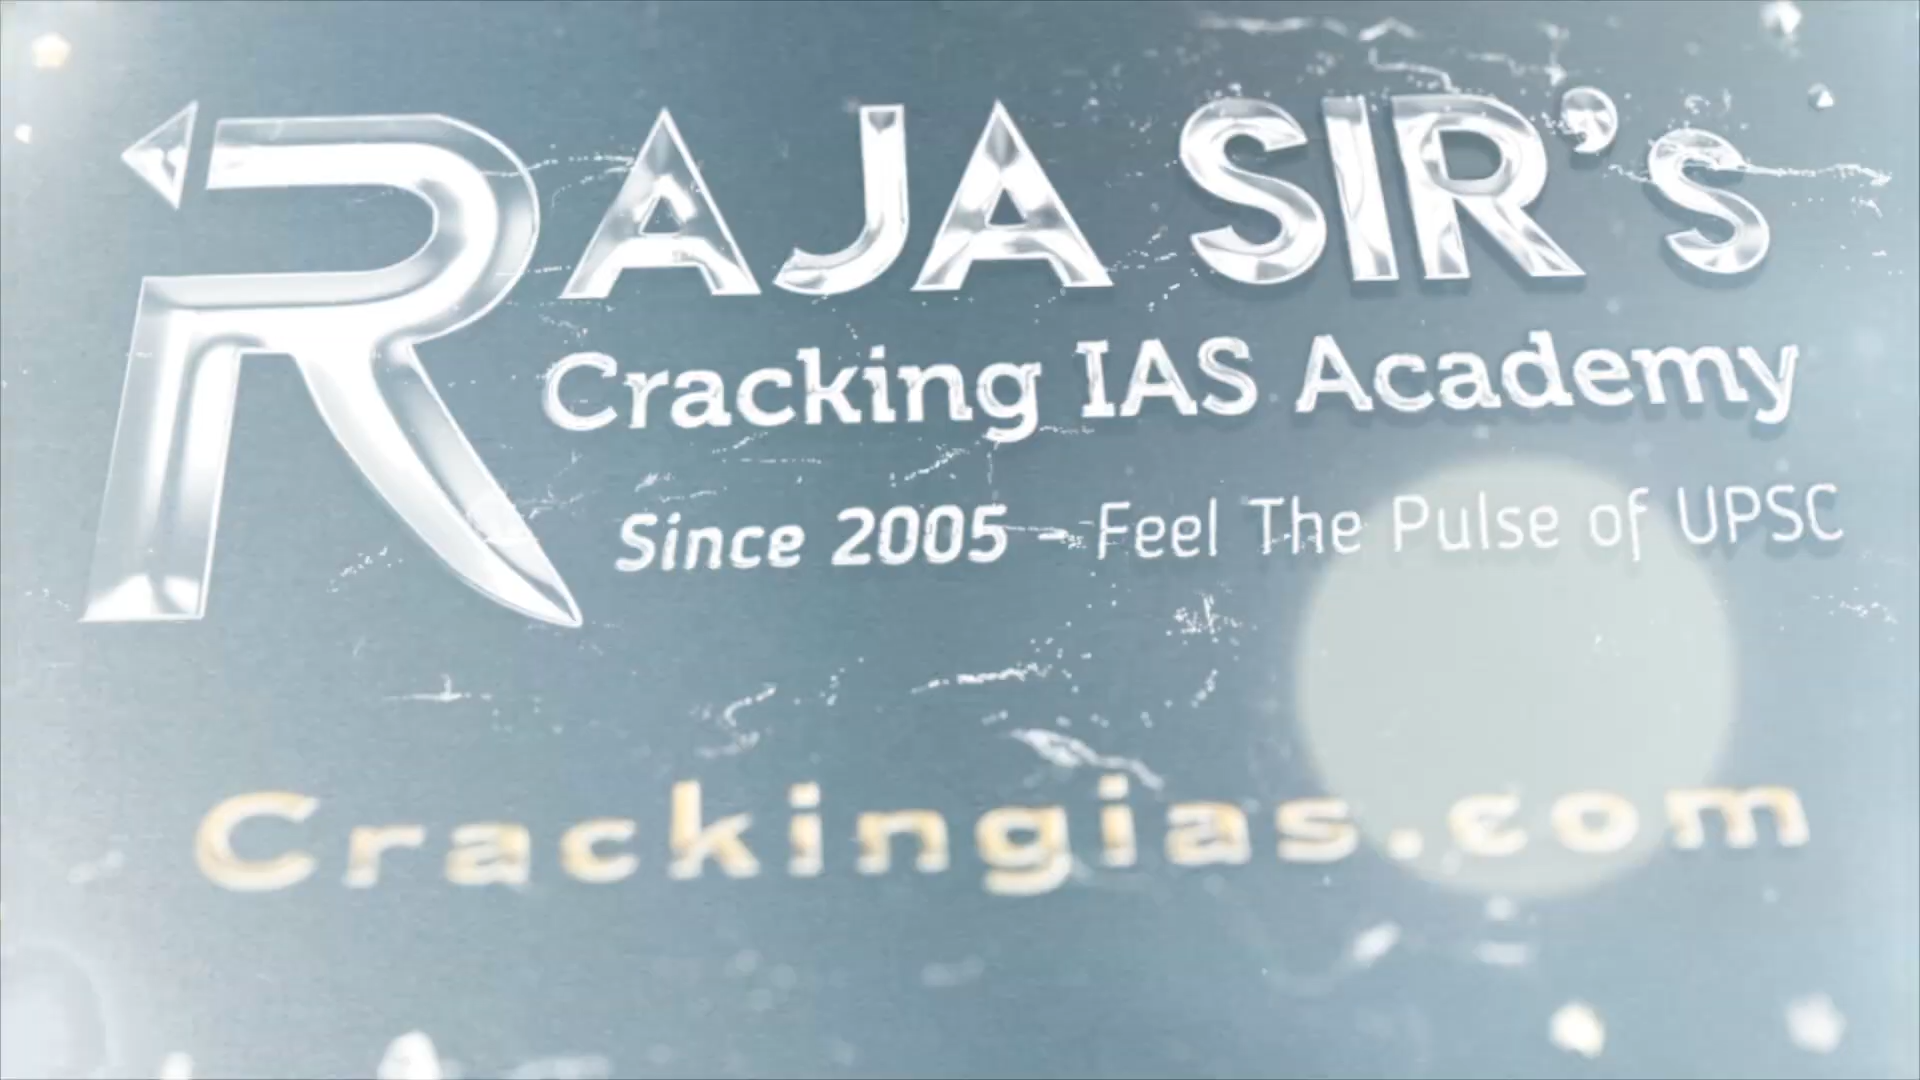 RAJA SIR's
Cracking IAS Academy
Since 2005 - Feel The Pulse of UPSC
Crackingias.com